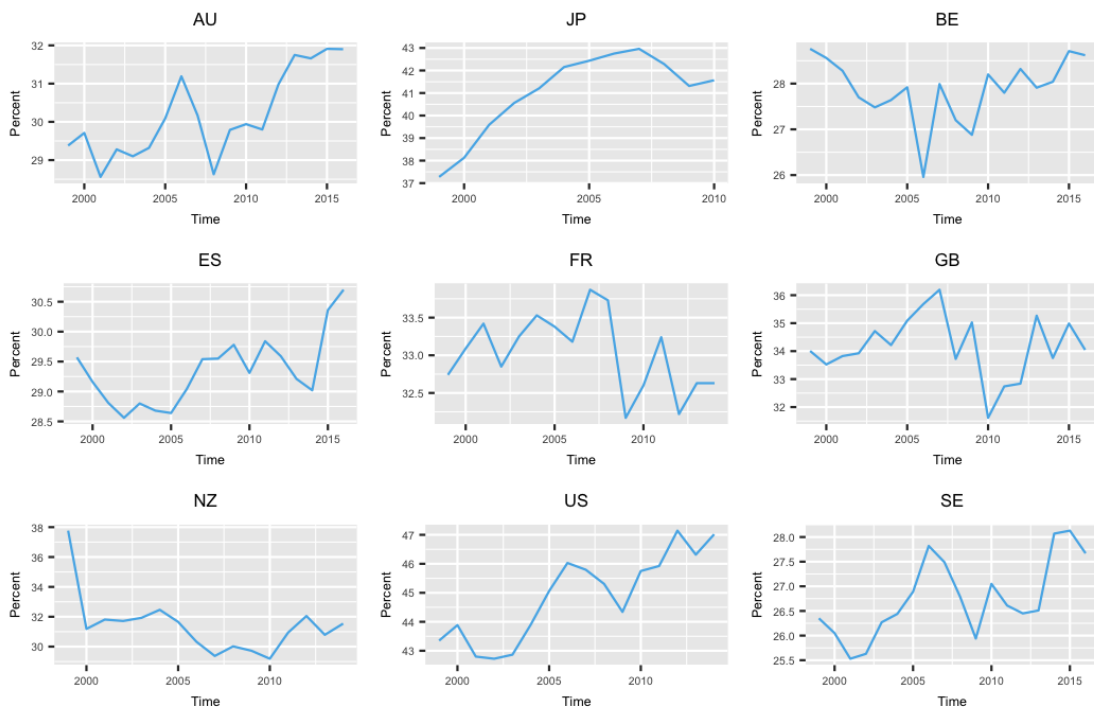 AU
Percent
32
31
30
29
2000 2005 2010 2015
Time
JP
Percent
43
42
41
40
39
38
37
2000 2005 2010
Time
BE
Percent
28
27
26
2000 2005 2010 2015
Time
ES
Percent
30.5
30.0
29.5
29.0
28.5
2000 2005 2010 2015
Time
FR
Percent
33.5
33.0
32.5
2000 2005 2010
Time
GB
Percent
36
35
34
33
32
2000 2005 2010 2015
Time
NZ
Percent
38
36
34
32
30
2000 2005 2010
Time
US
Percent
47
46
45
44
43
2000 2005 2010
Time
SE
Percent
28.0
27.5
27.0
26.5
26.0
25.5
2000 2005 2010 2015
Time